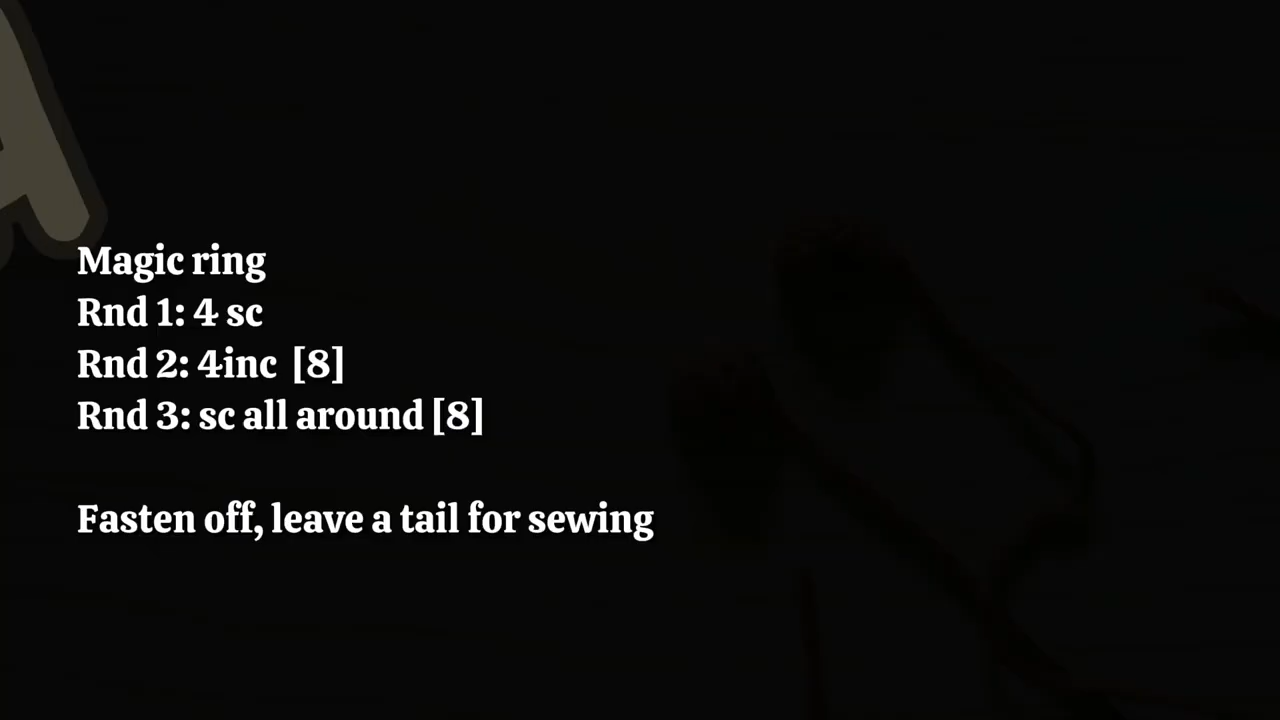 Magic ring
Rnd 1: 4 sc
Rnd 2: 4inc [8]
Rnd 3: sc all around [8]
Fasten off, leave a tail for sewing